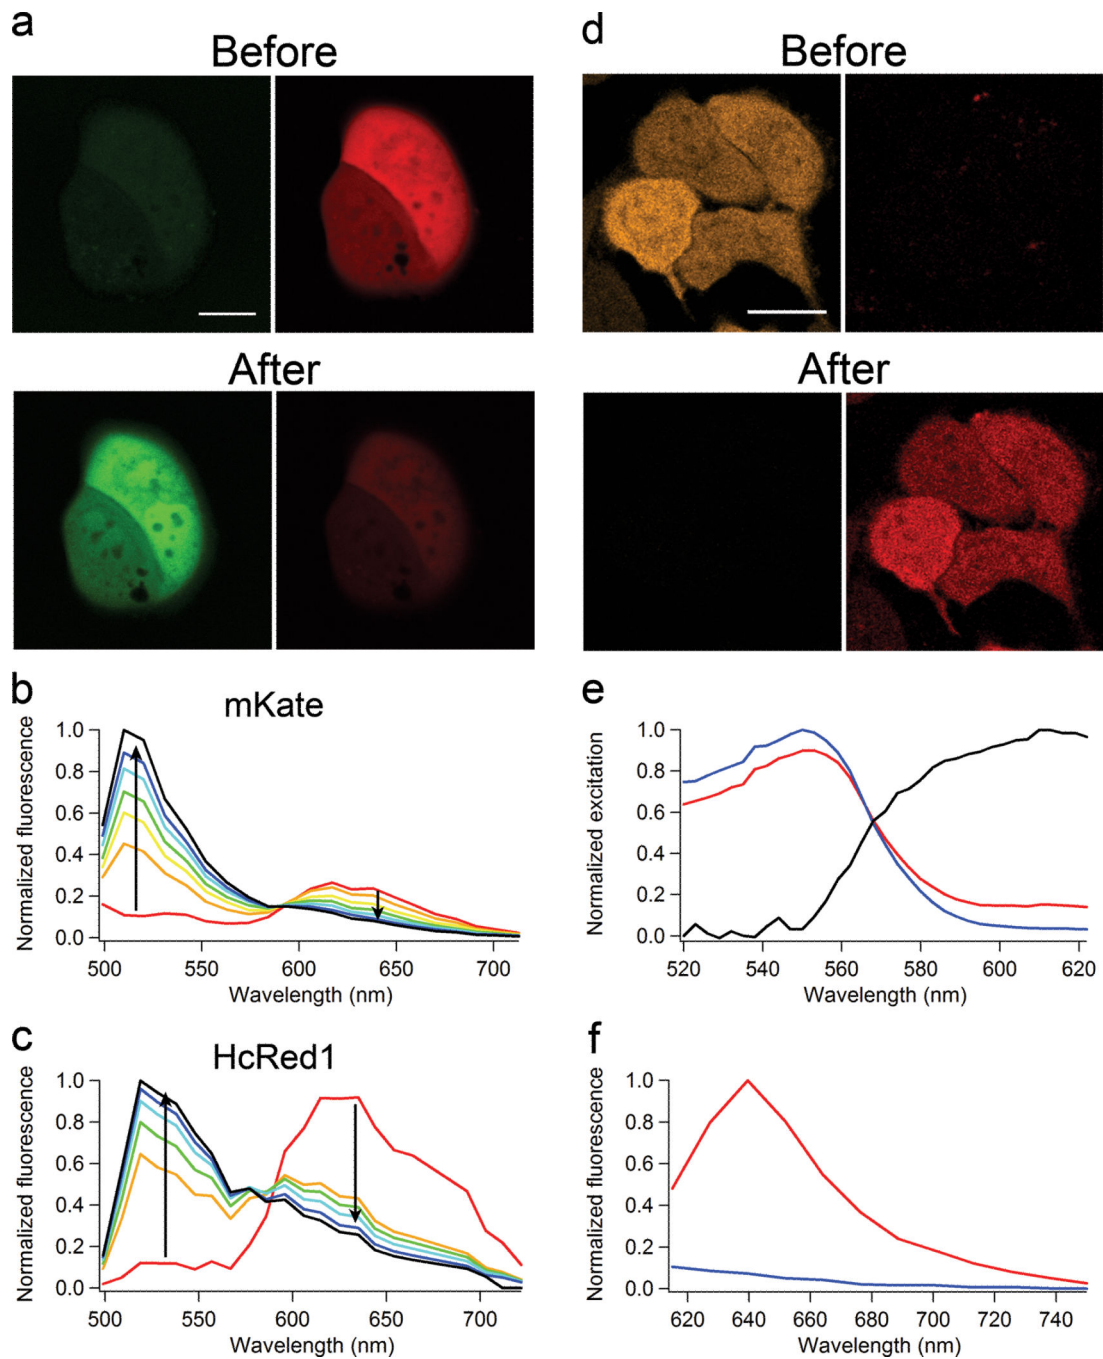 a
Before
After
b
mKate
Normalized fluorescence
1.0
0.8
0.6
0.4
0.2
0.0
500
550
600
650
700
Wavelength (nm)
c
HcRed1
Normalized fluorescence
1.0
0.8
0.6
0.4
0.2
0.0
500
550
600
650
700
Wavelength (nm)
d
Before
After
e
Normalized excitation
1.0
0.8
0.6
0.4
0.2
0.0
520
540
560
580
600
620
Wavelength (nm)
f
Normalized fluorescence
1.0
0.8
0.6
0.4
0.2
0.0
620
640
660
680
700
720
740
Wavelength (nm)